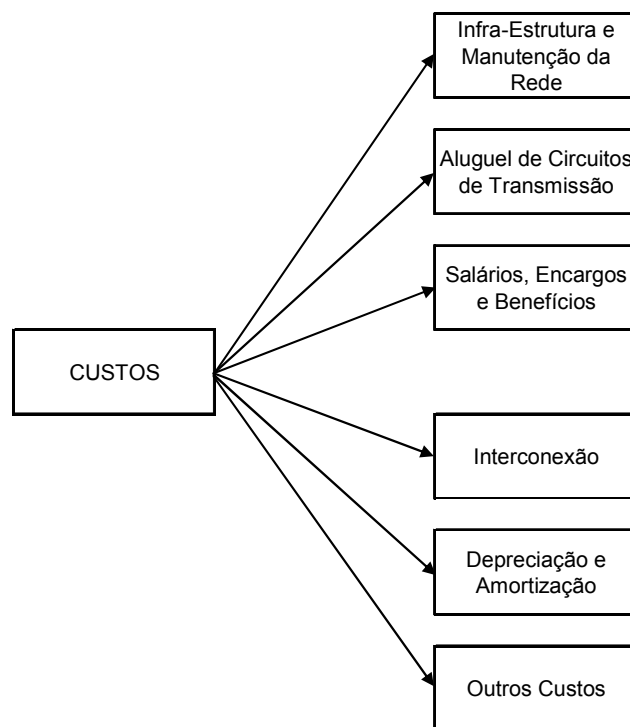 Infra-Estrutura e
Manutenção da
Rede
Aluguel de Circuitos
de Transmissão
Salários, Encargos
e Benefícios
CUSTOS
Interconexão
Depreciação e
Amortização
Outros Custos